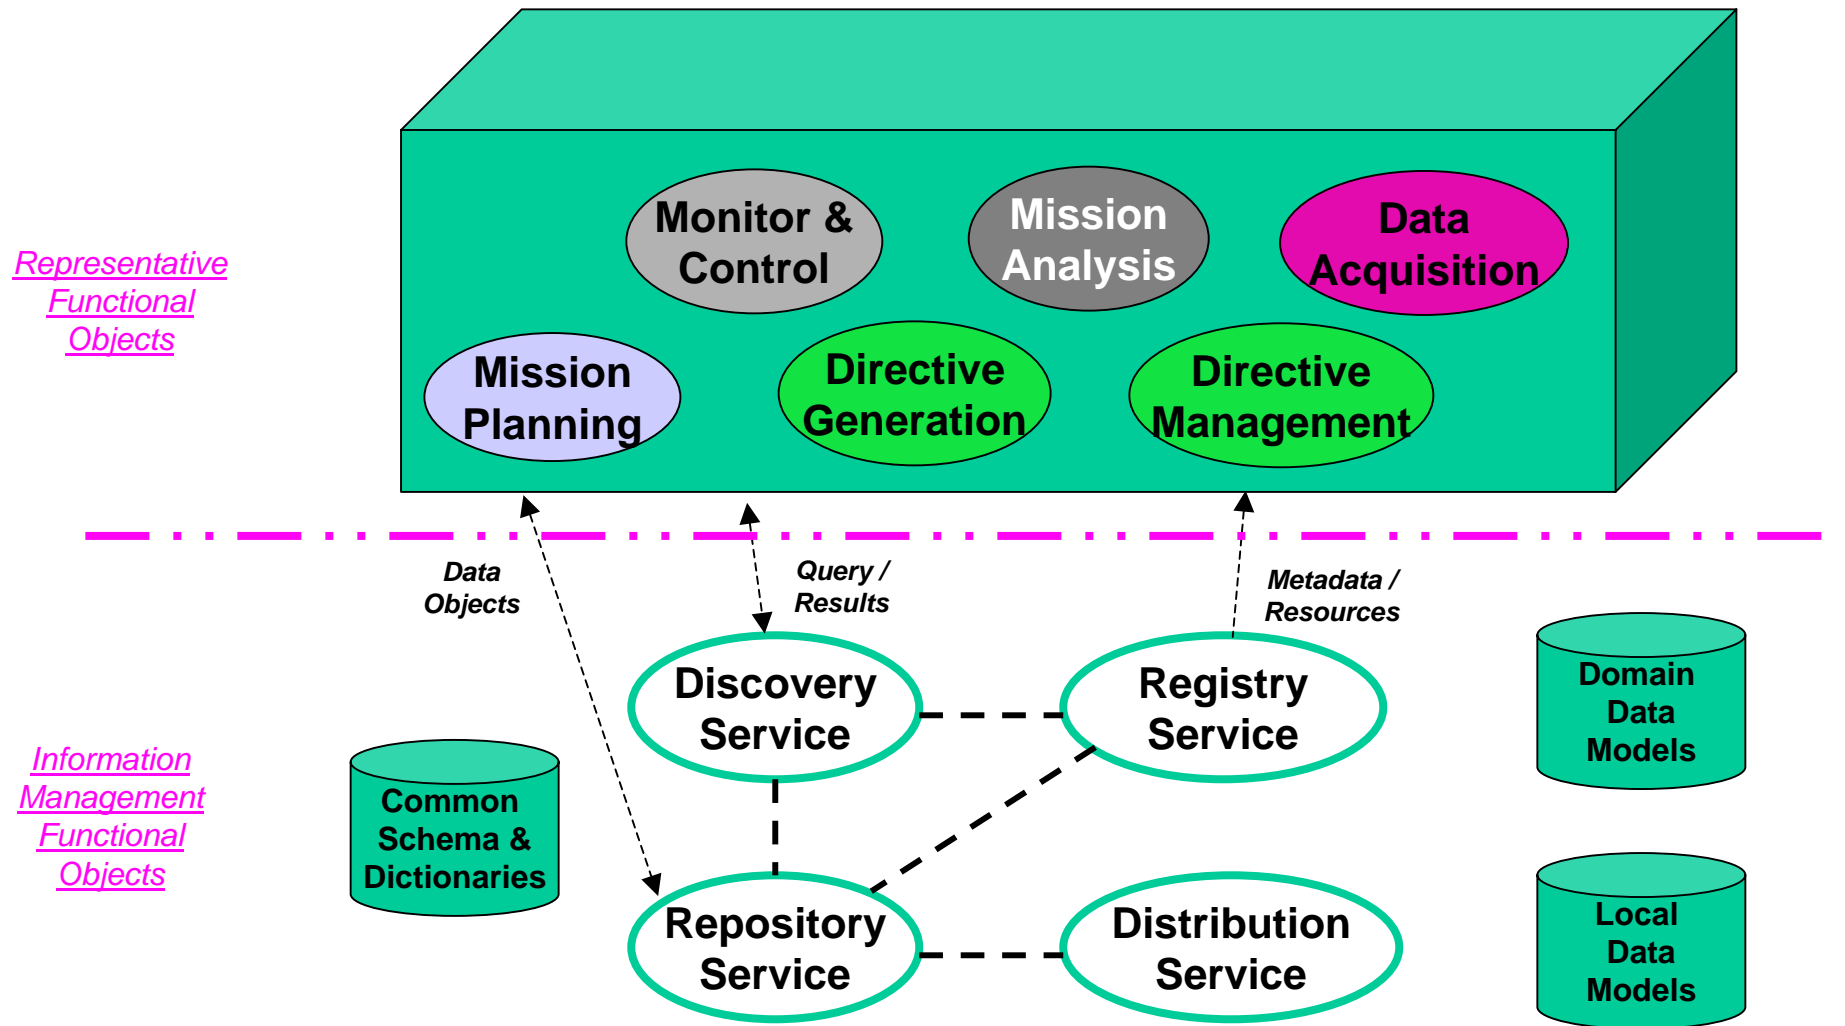 Monitor &
Control
Mission
Analysis
Data
Acquisition
Representative
Functional
Objects
Mission
Planning
Directive
Generation
Directive
Management
Data
Objects
Query /
Results
Metadata /
Resources
Discovery
Service
Registry
Service
Domain
Data
Models
Information
Management
Functional
Objects
Common
Schema &
Dictionaries
Repository
Service
Distribution
Service
Local
Data
Models